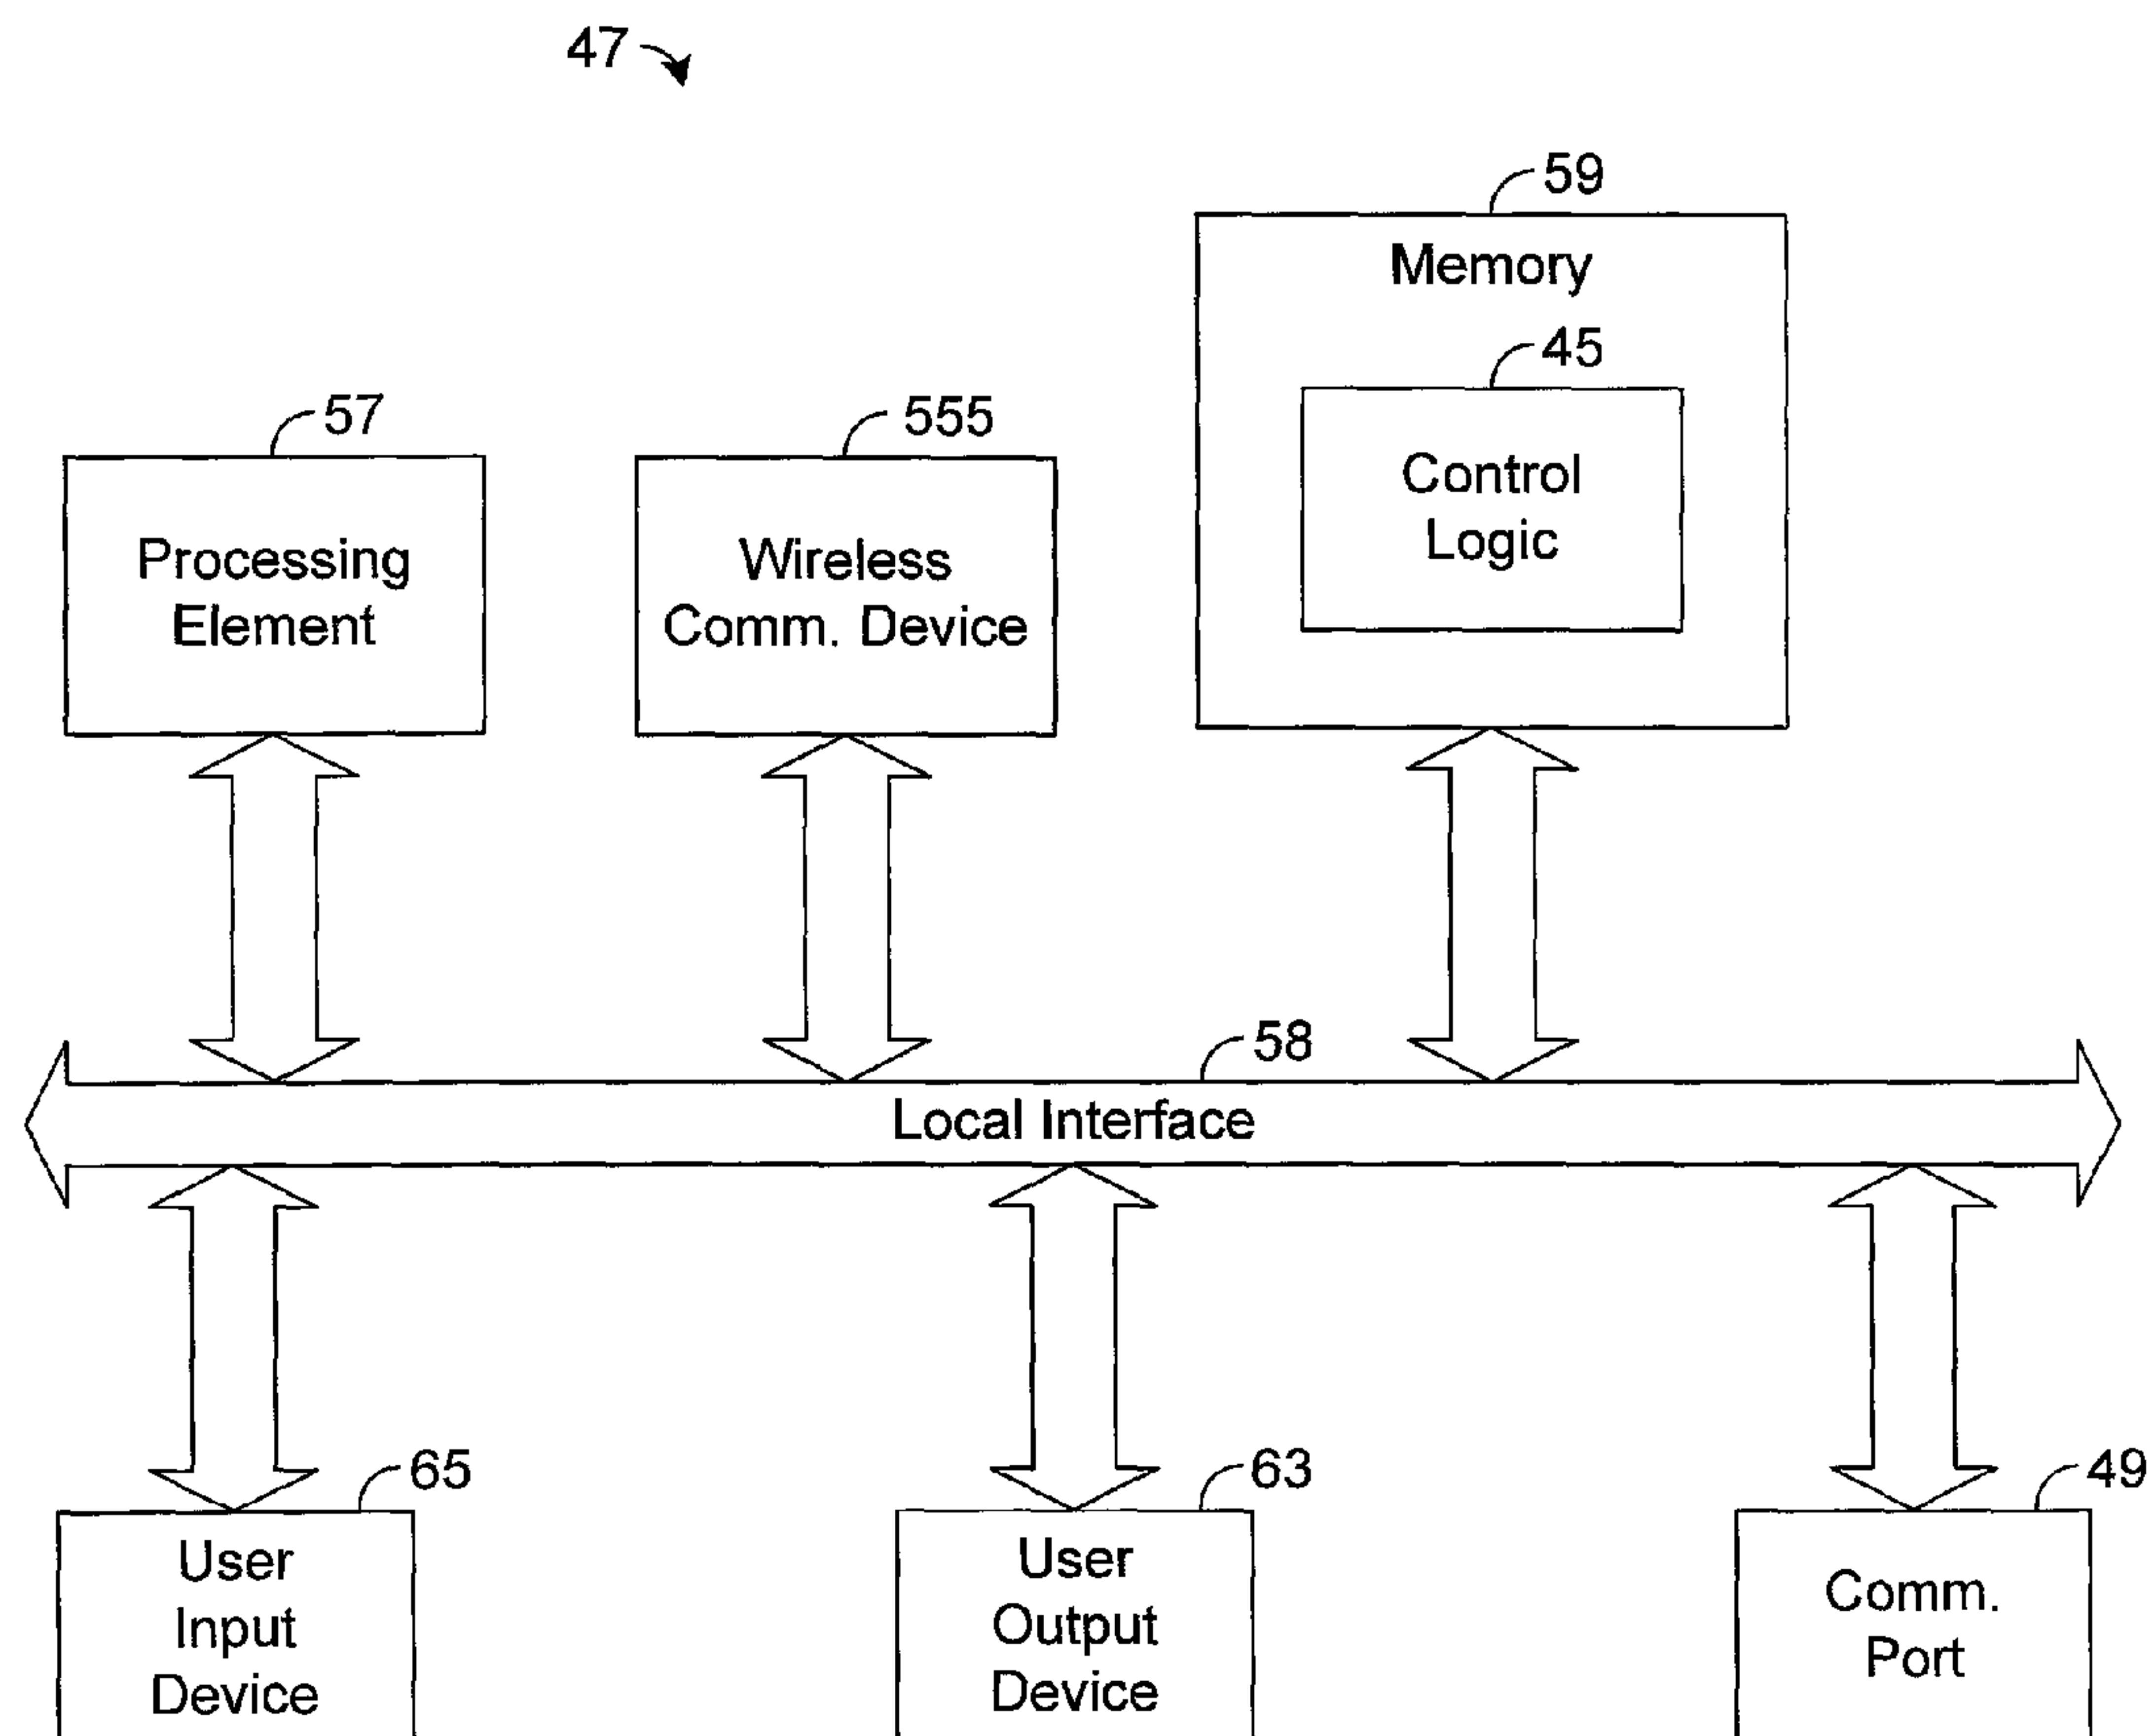 47
59
Memory
45
Control
Logic
57
Processing
Element
555
Wireless
Comm. Device
58
Local Interface
65
User
Input
Device
63
User
Output
Device
49
Comm.
Port